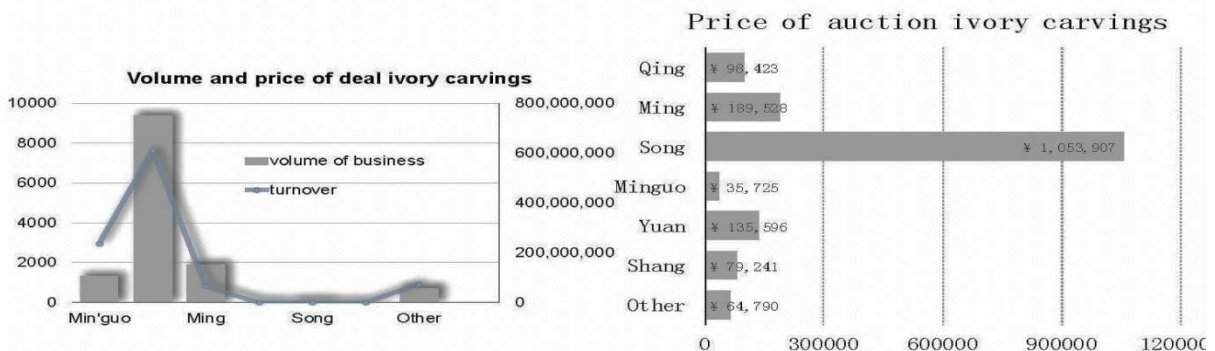 Volume and price of deal ivory carvings
10000
8000
6000
4000
2000
0
800,000,000
600,000,000
400,000,000
200,000,000
0
volume of business
turnover
Min'guo
Ming
Song
Other
Price of auction ivory carvings
Qing
¥ 98,423
Ming
¥ 189,528
Song
¥ 1,053,907
Minguo
¥ 35,725
Yuan
¥ 135,596
Shang
¥ 79,241
Other
¥ 64,790
0
300000
600000
900000
120000